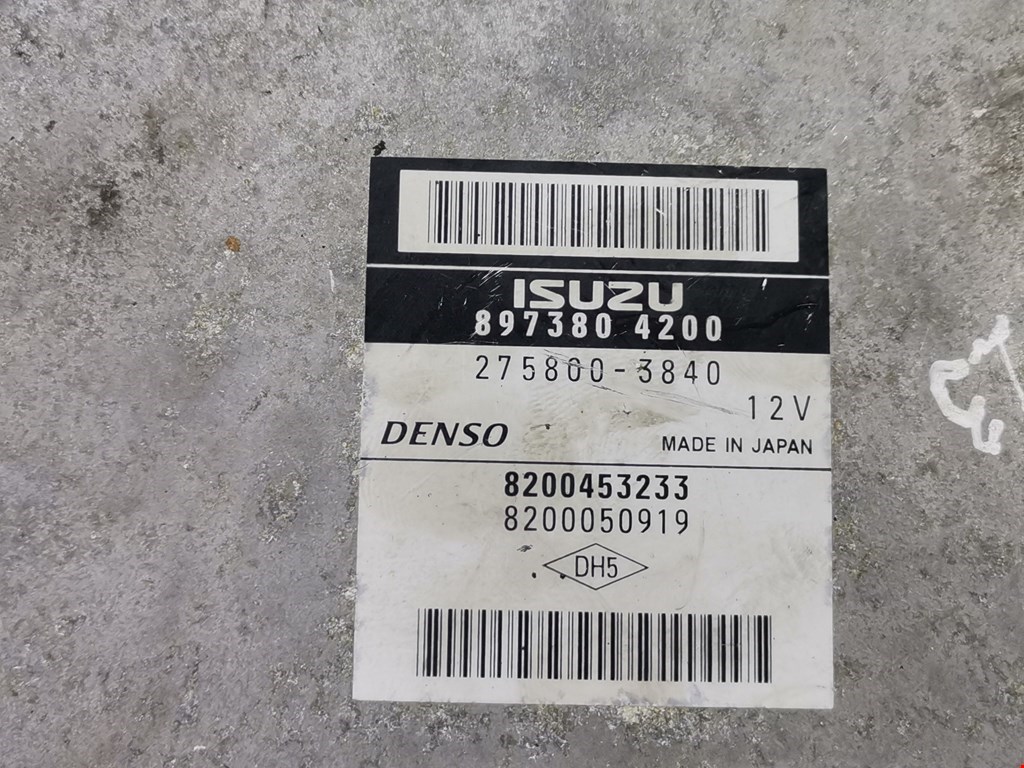 ISUZU
897380 4200
275800-3840
12V
DENSO
MADE IN JAPAN
8200453233
8200050919
DH5